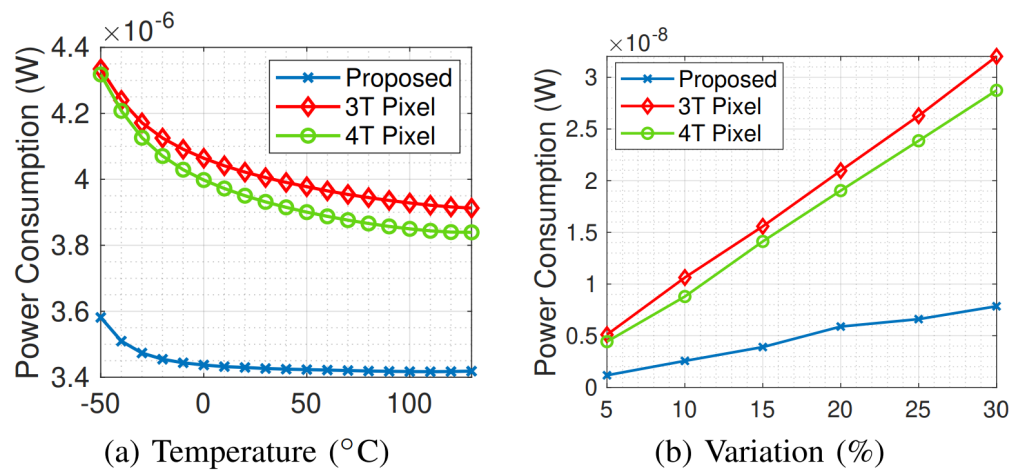 ×10⁻⁶
Power Consumption (W)
4.4
4.2
4
3.8
3.6
3.4
Proposed
3T Pixel
4T Pixel
-50 0 50 100
(a) Temperature (°C)
×10⁻⁸
Power Consumption (W)
3
2.5
2
1.5
1
0.5
0
Proposed
3T Pixel
4T Pixel
5 10 15 20 25 30
(b) Variation (%)